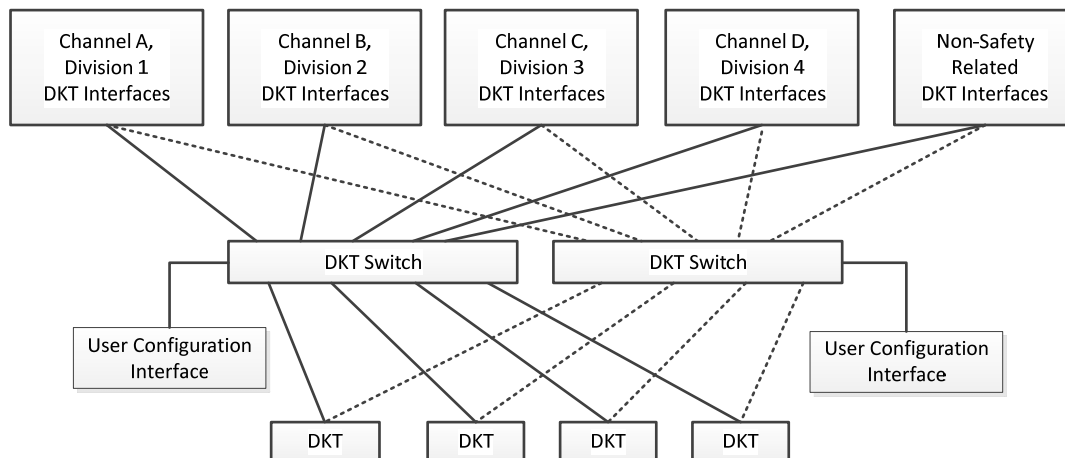 Channel A,
Division 1
DKT Interfaces
Channel B,
Division 2
DKT Interfaces
Channel C,
Division 3
DKT Interfaces
Channel D,
Division 4
DKT Interfaces
Non-Safety
Related
DKT Interfaces
DKT Switch
DKT Switch
User Configuration
Interface
User Configuration
Interface
DKT
DKT
DKT
DKT